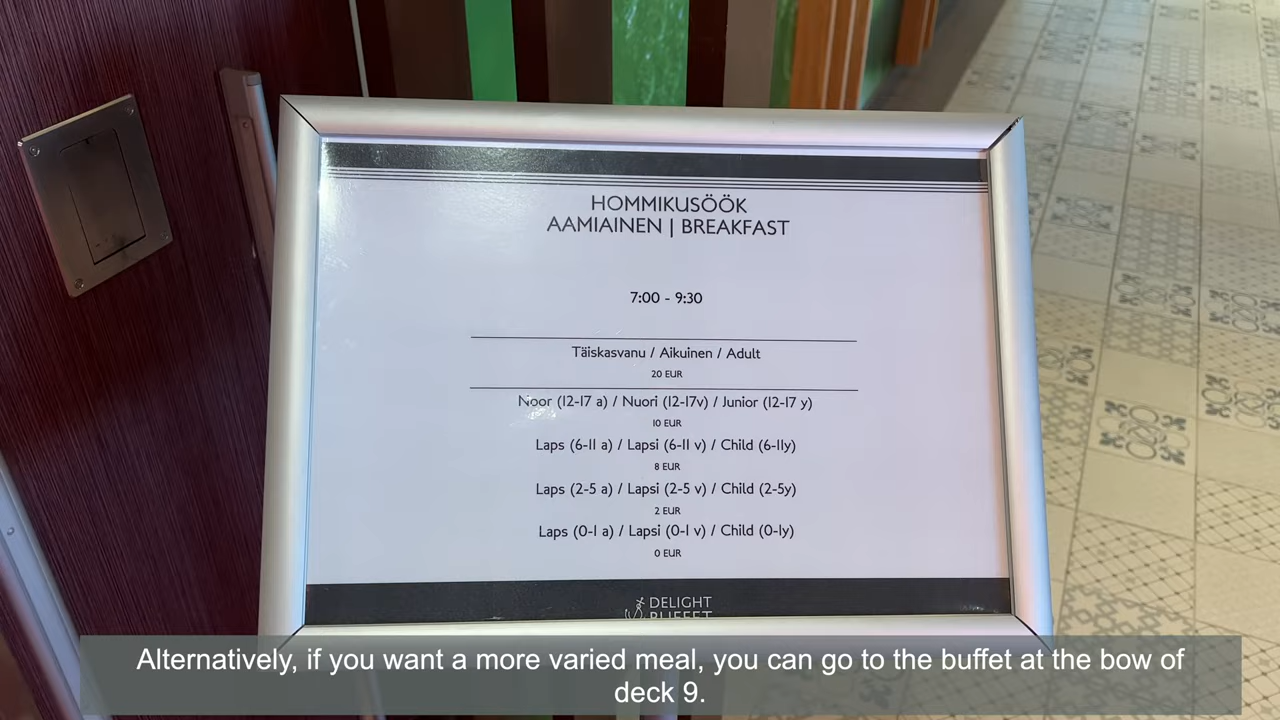 HOMMIKUSÖÖK
AAMIAINEN | BREAKFAST
7:00 - 9:30
Täiskasvanu / Aikuinen / Adult
20 EUR
Noor (12-17 a) / Nuori (12-17v) / Junior (12-17 y)
10 EUR
Laps (6-11 a) / Lapsi (6-11 v) / Child (6-11y)
8 EUR
Laps (2-5 a) / Lapsi (2-5 v) / Child (2-5y)
2 EUR
Laps (0-1 a) / Lapsi (0-1 v) / Child (0-1y)
0 EUR
DELIGHT
BUFFET
Alternatively, if you want a more varied meal, you can go to the buffet at the bow of
deck 9.